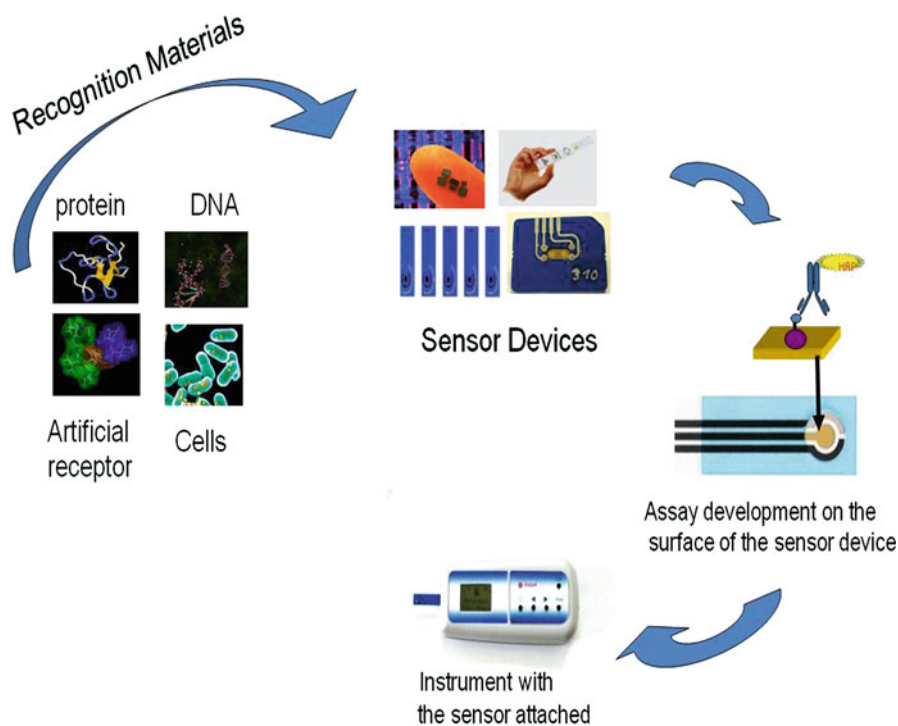 Recognition Materials
protein
DNA
Artificial
receptor
Cells
Sensor Devices
310
HRP
Assay development on the
surface of the sensor device
Instrument with
the sensor attached